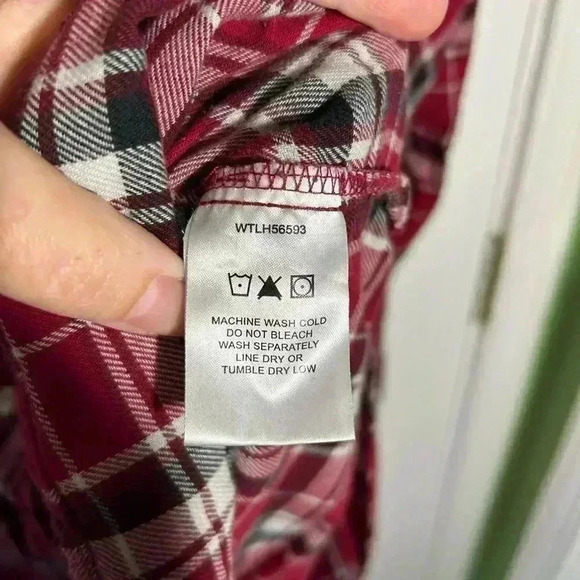 WTLH56593
MACHINE WASH COLD
DO NOT BLEACH
WASH SEPARATELY
LINE DRY OR
TUMBLE DRY LOW